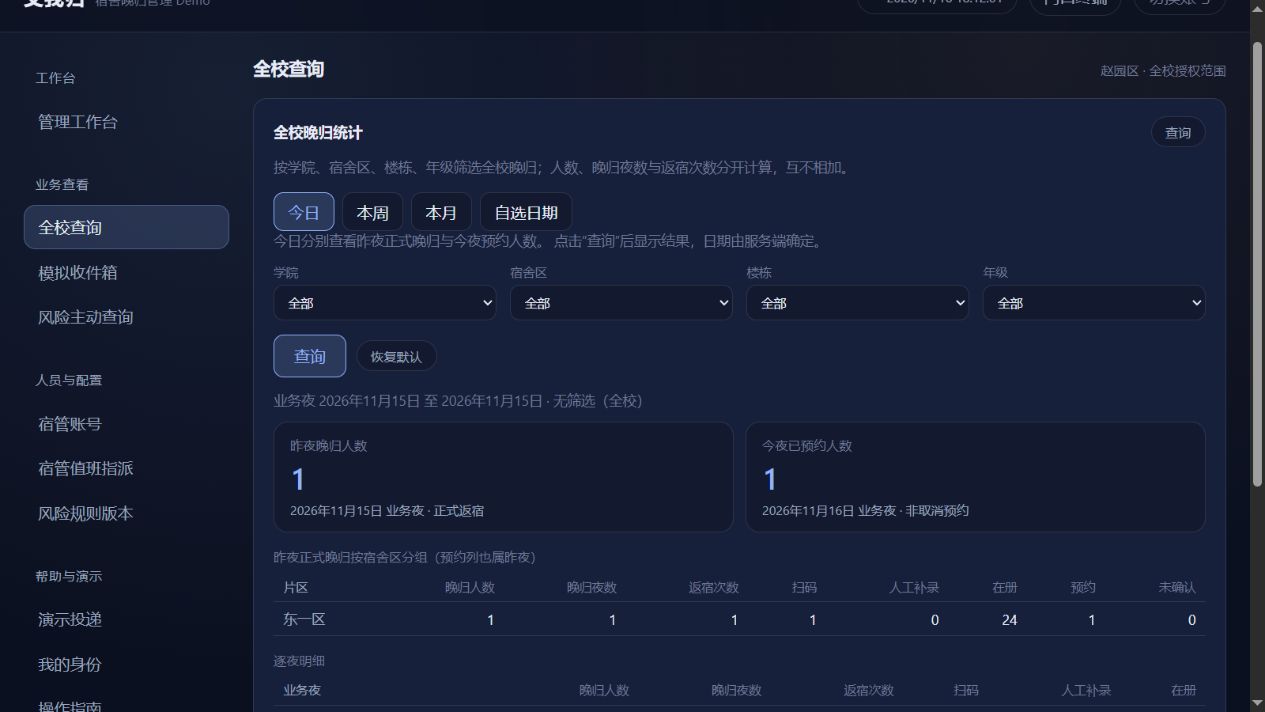 宿舍晚归管理 Demo
工作台
管理工作台
业务查看
全校查询
模拟收件箱
风险主动查询
人员与配置
宿管账号
宿管值班指派
风险规则版本
帮助与演示
演示投递
我的身份
操作指南
全校查询
赵园区 · 全校授权范围
全校晚归统计
查询
按学院、宿舍区、楼栋、年级筛选全校晚归；人数、晚归夜数与返宿次数分开计算，互不相加。
今日 本周 本月 自选日期
今日分别查看昨夜正式晚归与今夜预约人数。 点击“查询”后显示结果，日期由服务端确定。
学院 宿舍区 楼栋 年级
全部 全部 全部 全部
查询 恢复默认
业务夜 2026年11月15日 至 2026年11月15日 · 无筛选（全校）
昨夜晚归人数
1
2026年11月15日 业务夜 · 正式返宿
今夜已预约人数
1
2026年11月16日 业务夜 · 非取消预约
昨夜正式晚归按宿舍区分组（预约列也属昨夜）
片区 晚归人数 晚归夜数 返宿次数 扫码 人工补录 在册 预约 未确认
东一区 1 1 1 1 0 24 1 0
逐夜明细
业务夜 晚归人数 晚归夜数 返宿次数 扫码 人工补录 在册